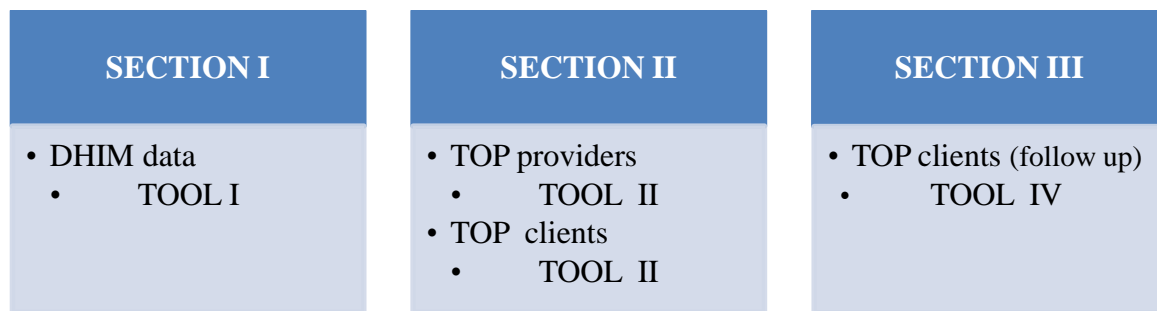 SECTION I
• DHIM data
• TOOL I
SECTION II
• TOP providers
• TOOL II
• TOP clients
• TOOL II
SECTION III
• TOP clients (follow up)
• TOOL IV